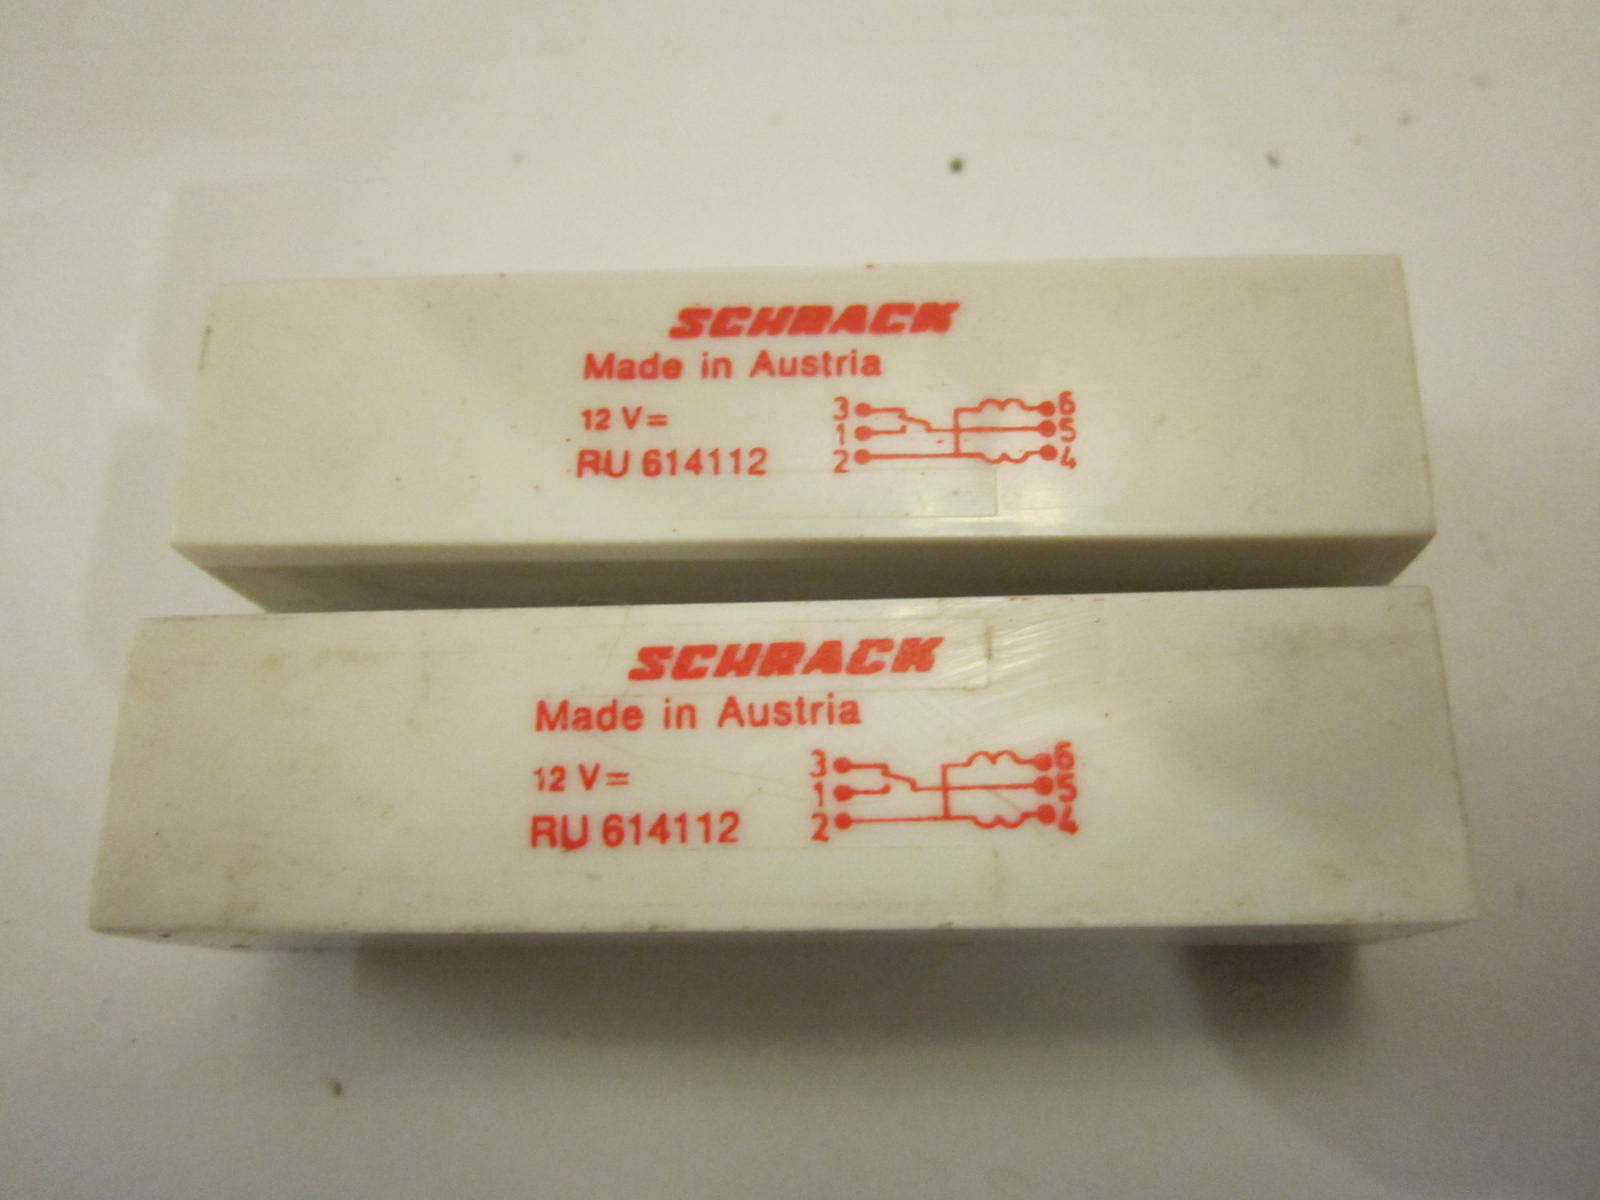 SCHRACK
Made in Austria
12 V=
RU 614112
3 6
1 5
2 4
SCHRACK
Made in Austria
12 V=
RU 614112
3 6
1 5
2 4